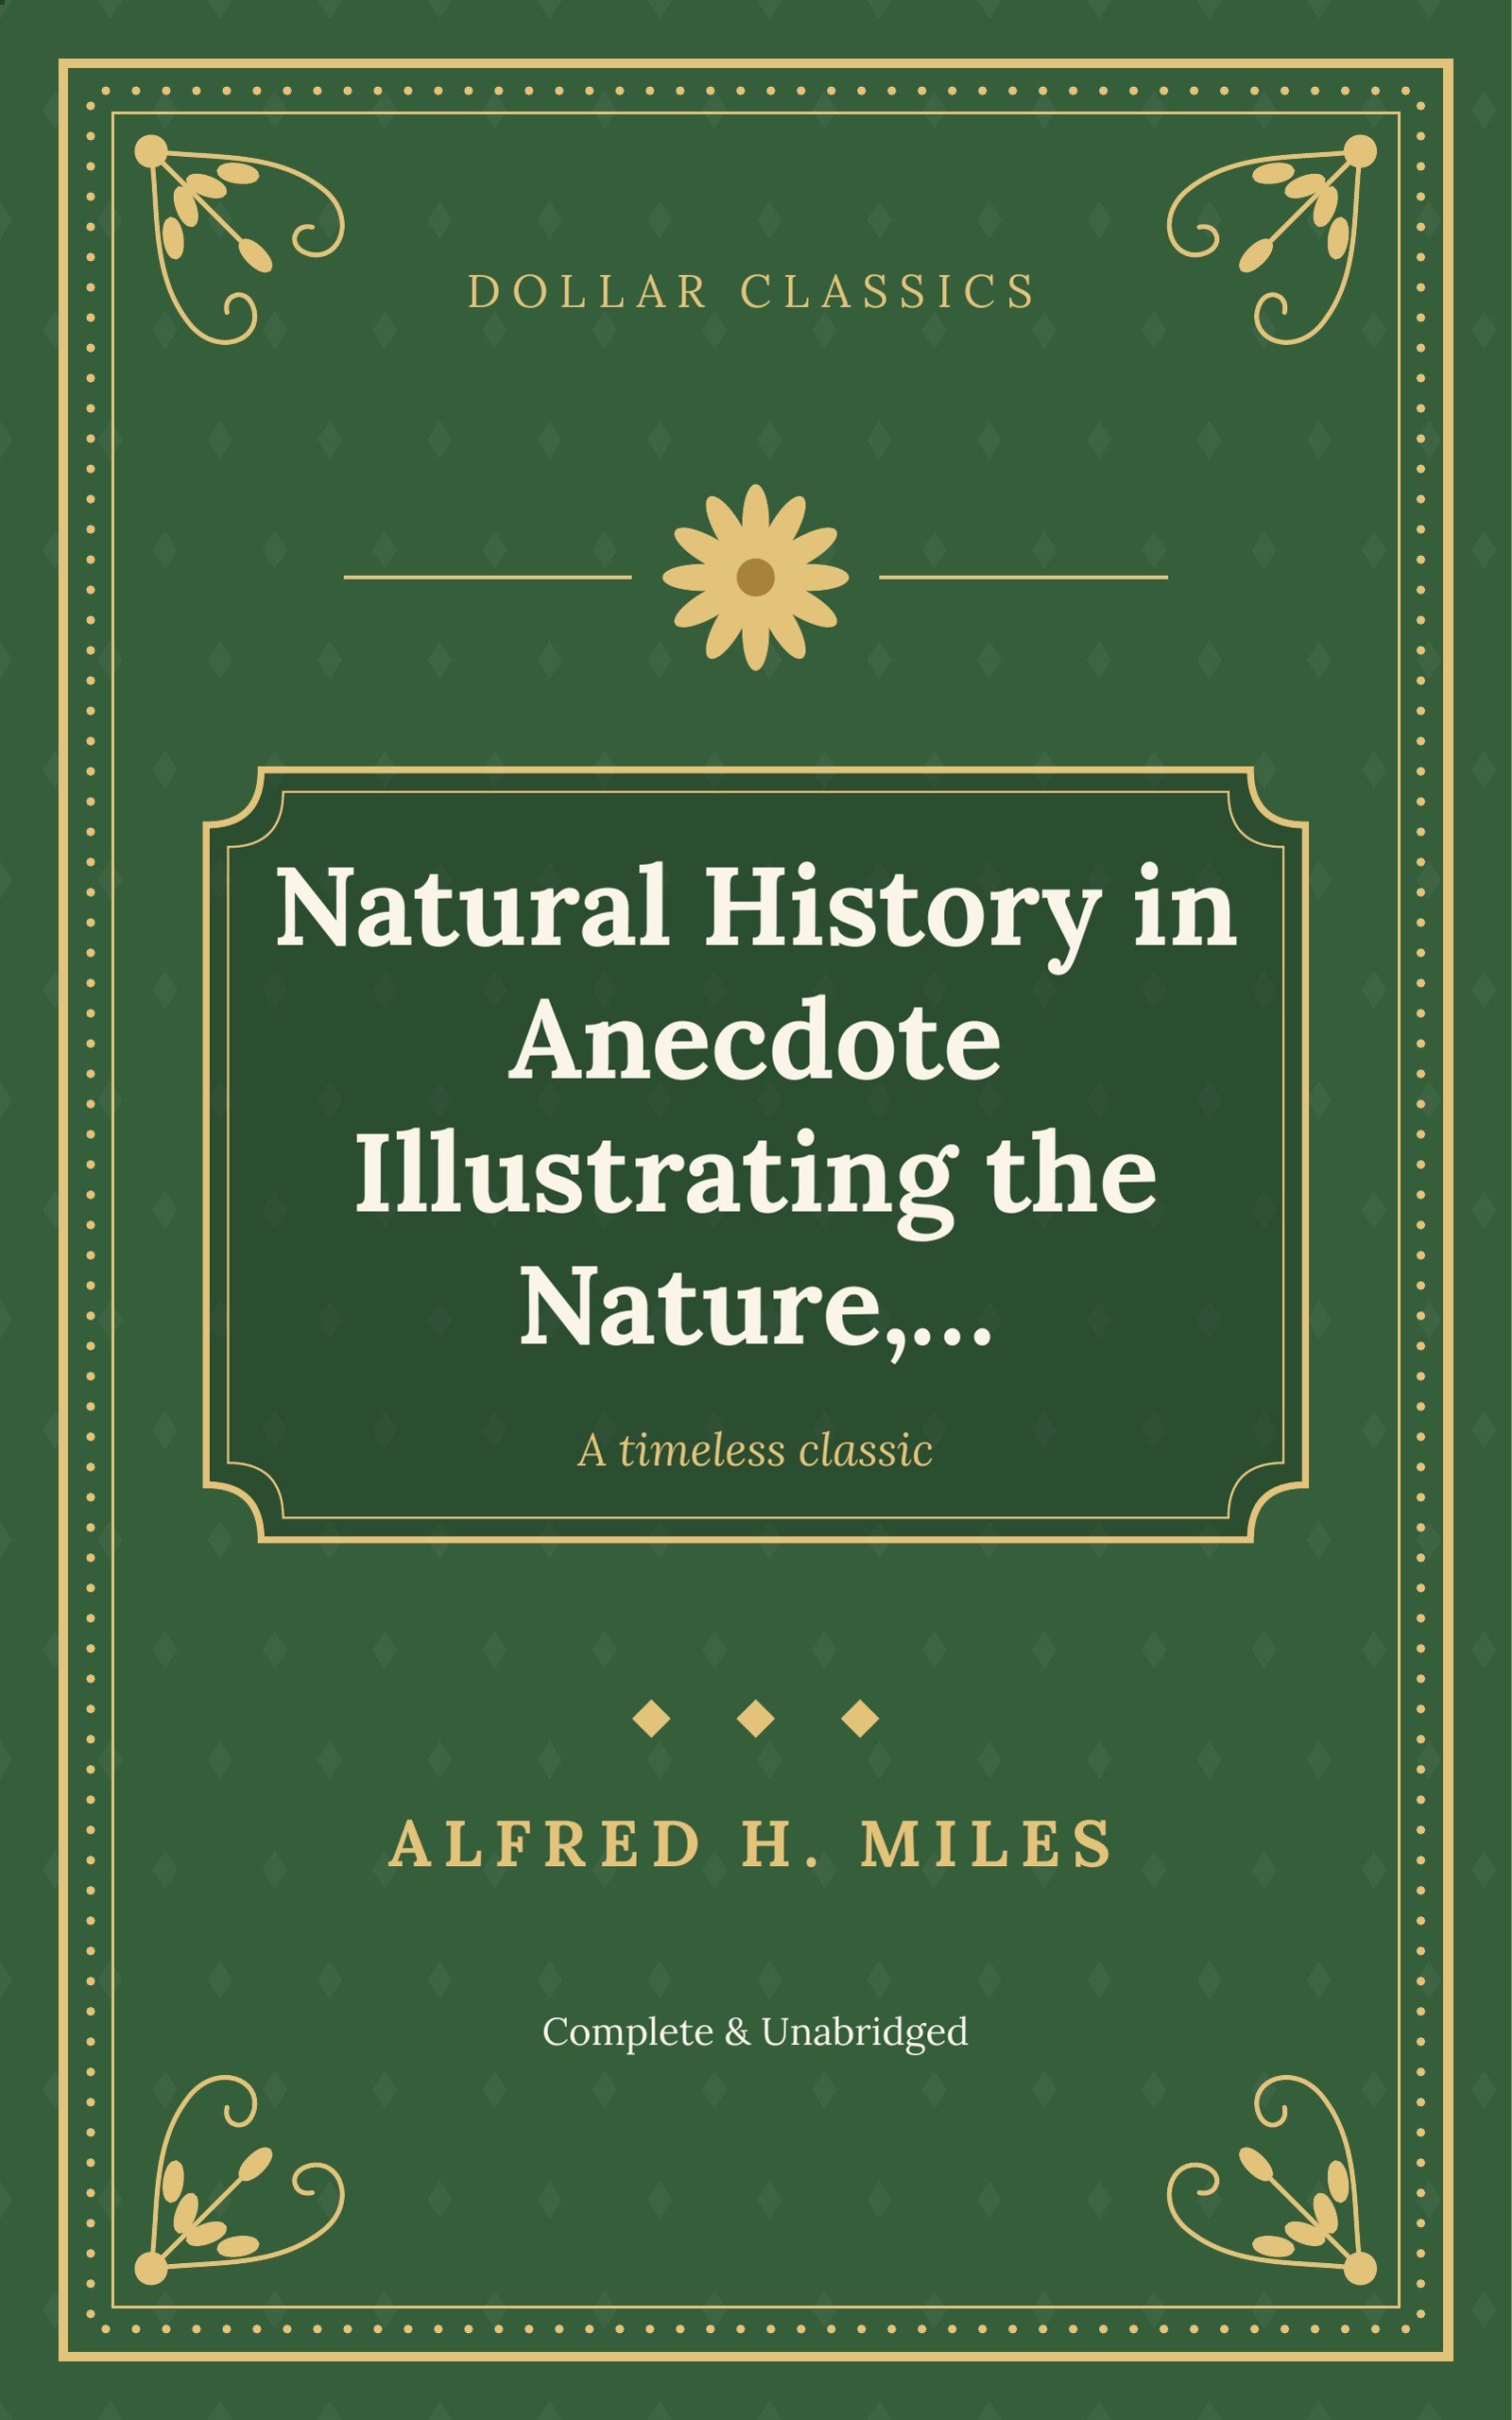 DOLLAR CLASSICS
Natural History in
Anecdote
Illustrating the
Nature,...
A timeless classic
ALFRED H. MILES
Complete & Unabridged